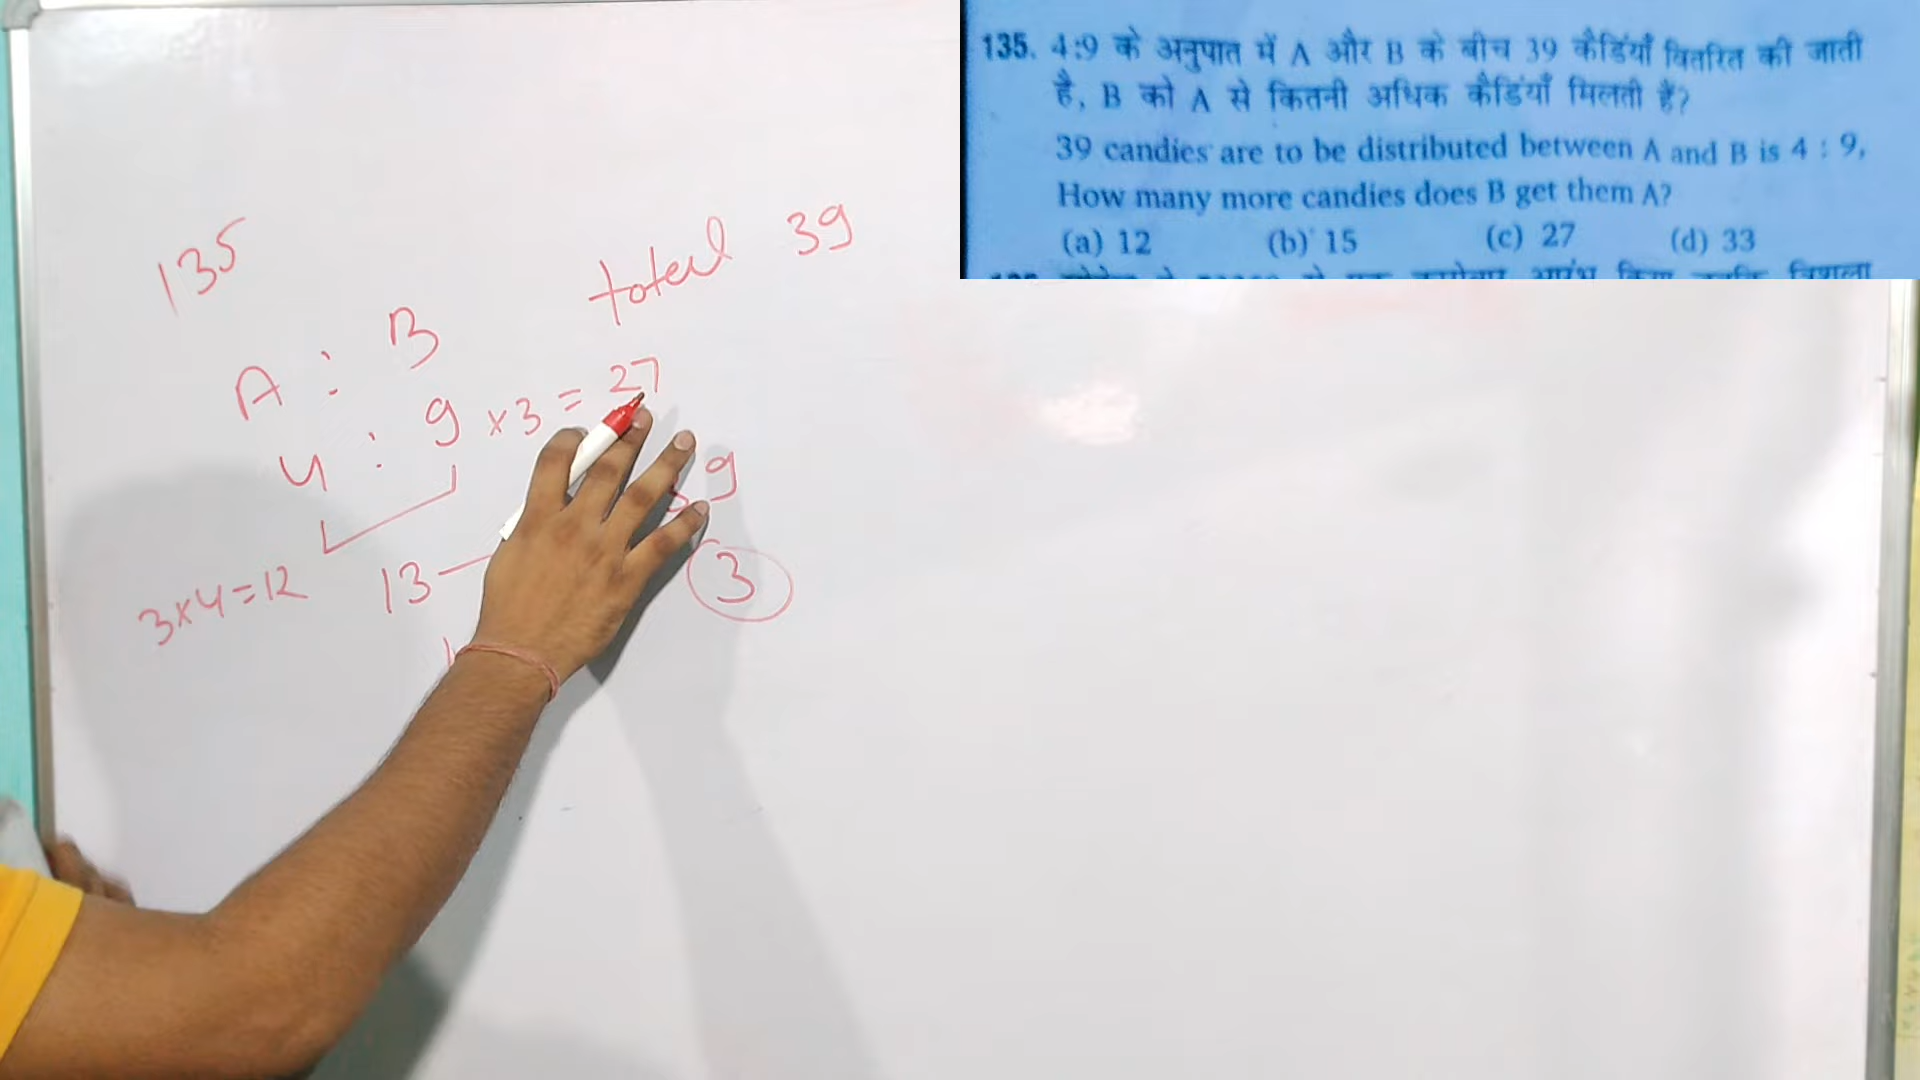 135. 4:9 के अनुपात में A और B के बीच 39 कैडिंयाँ वितरित की जाती
है, B को A से कितनी अधिक कैडिंयाँ मिलती हैं?
39 candies are to be distributed between A and B is 4 : 9,
How many more candies does B get them A?
(a) 12 (b) 15 (c) 27 (d) 33
135
total 39
A : B
4 : 9 ×3 = 27
9
13
3
3×4=12